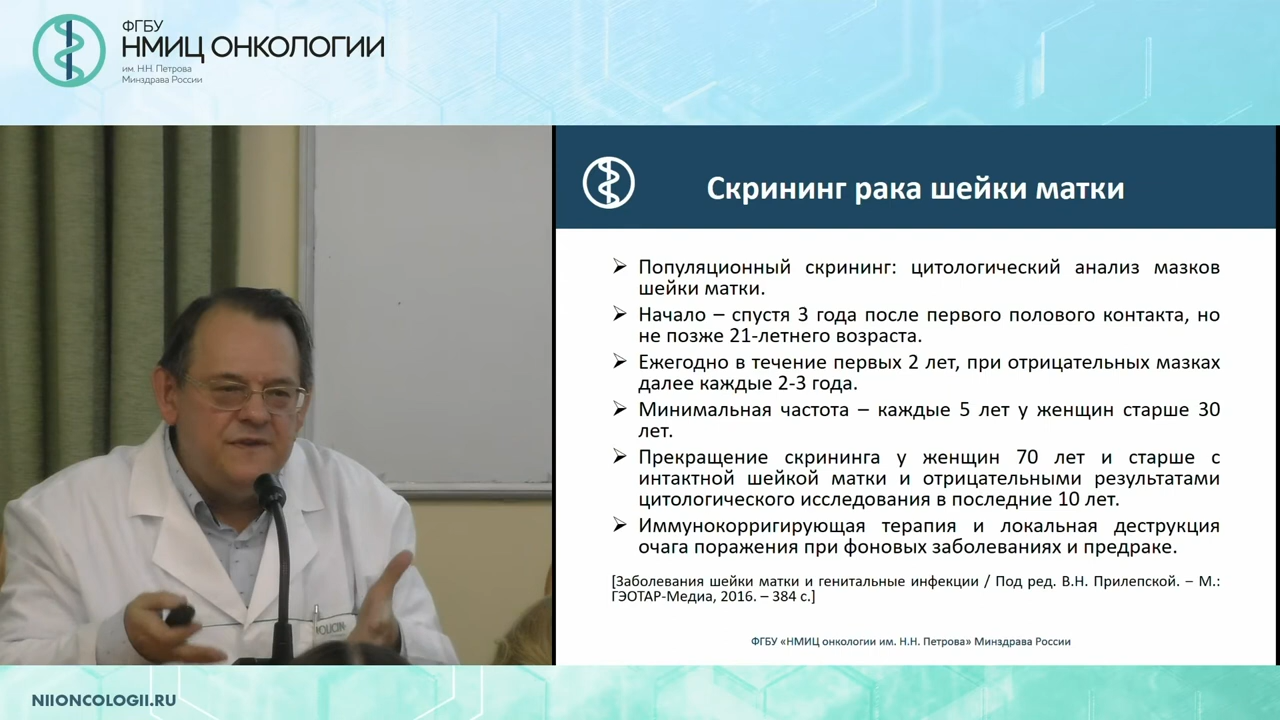 ФГБУ
НМИЦ ОНКОЛОГИИ
им. Н.Н. Петрова
Минздрава России
Скрининг рака шейки матки
➢ Популяционный скрининг: цитологический анализ мазков
шейки матки.
➢ Начало – спустя 3 года после первого полового контакта, но
не позже 21-летнего возраста.
➢ Ежегодно в течение первых 2 лет, при отрицательных мазках
далее каждые 2-3 года.
➢ Минимальная частота – каждые 5 лет у женщин старше 30
лет.
➢ Прекращение скрининга у женщин 70 лет и старше с
интактной шейкой матки и отрицательными результатами
цитологического исследования в последние 10 лет.
➢ Иммунокорригирующая терапия и локальная деструкция
очага поражения при фоновых заболеваниях и предраке.
[Заболевания шейки матки и генитальные инфекции / Под ред. В.Н. Прилепской. – М.:
ГЭОТАР-Медиа, 2016. – 384 с.]
ФГБУ «НМИЦ онкологии им. Н.Н. Петрова» Минздрава России
NIIONCOLOGII.RU